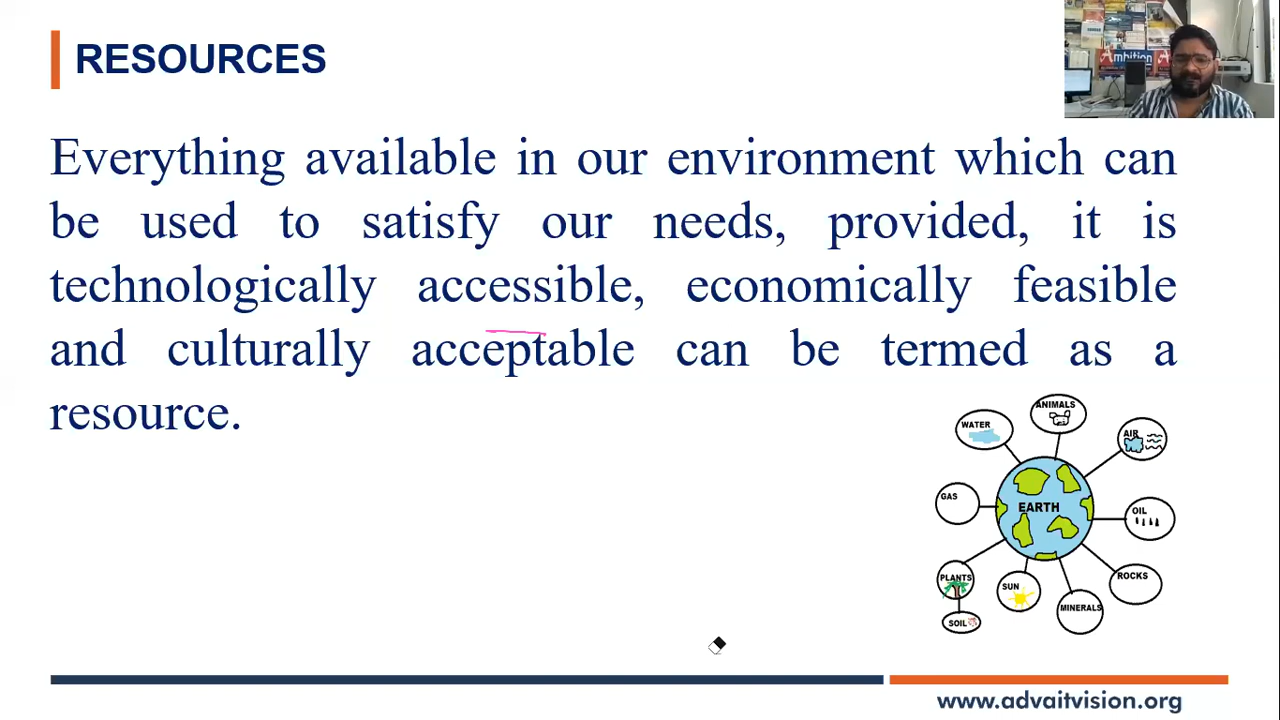 RESOURCES
Ambition
Everything available in our environment which can
be used to satisfy our needs, provided, it is
technologically accessible, economically feasible
and culturally acceptable can be termed as a
resource.
ANIMALS
WATER
AIR
GAS
EARTH
OIL
PLANTS
SUN
ROCKS
MINERALS
SOIL
www.advaitvision.org